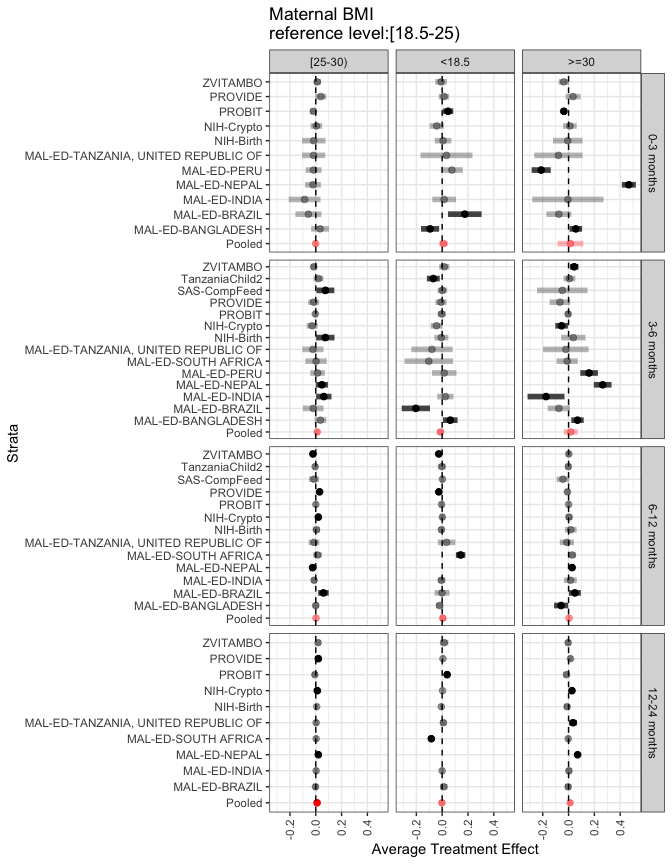 Maternal BMI
reference level:[18.5-25)
[25-30)
<18.5
>=30
Strata
ZVITAMBO
PROVIDE
PROBIT
NIH-Crypto
NIH-Birth
MAL-ED-TANZANIA, UNITED REPUBLIC OF
MAL-ED-PERU
MAL-ED-NEPAL
MAL-ED-INDIA
MAL-ED-BRAZIL
MAL-ED-BANGLADESH
Pooled
0-3 months
ZVITAMBO
TanzaniaChild2
SAS-CompFeed
PROVIDE
PROBIT
NIH-Crypto
NIH-Birth
MAL-ED-TANZANIA, UNITED REPUBLIC OF
MAL-ED-SOUTH AFRICA
MAL-ED-PERU
MAL-ED-NEPAL
MAL-ED-INDIA
MAL-ED-BRAZIL
MAL-ED-BANGLADESH
Pooled
3-6 months
ZVITAMBO
TanzaniaChild2
SAS-CompFeed
PROVIDE
PROBIT
NIH-Crypto
NIH-Birth
MAL-ED-TANZANIA, UNITED REPUBLIC OF
MAL-ED-SOUTH AFRICA
MAL-ED-NEPAL
MAL-ED-INDIA
MAL-ED-BRAZIL
MAL-ED-BANGLADESH
Pooled
6-12 months
ZVITAMBO
PROVIDE
PROBIT
NIH-Crypto
NIH-Birth
MAL-ED-TANZANIA, UNITED REPUBLIC OF
MAL-ED-SOUTH AFRICA
MAL-ED-NEPAL
MAL-ED-INDIA
MAL-ED-BRAZIL
Pooled
12-24 months
-0.2 0.0 0.2 0.4
-0.2 0.0 0.2 0.4
-0.2 0.0 0.2 0.4
Average Treatment Effect